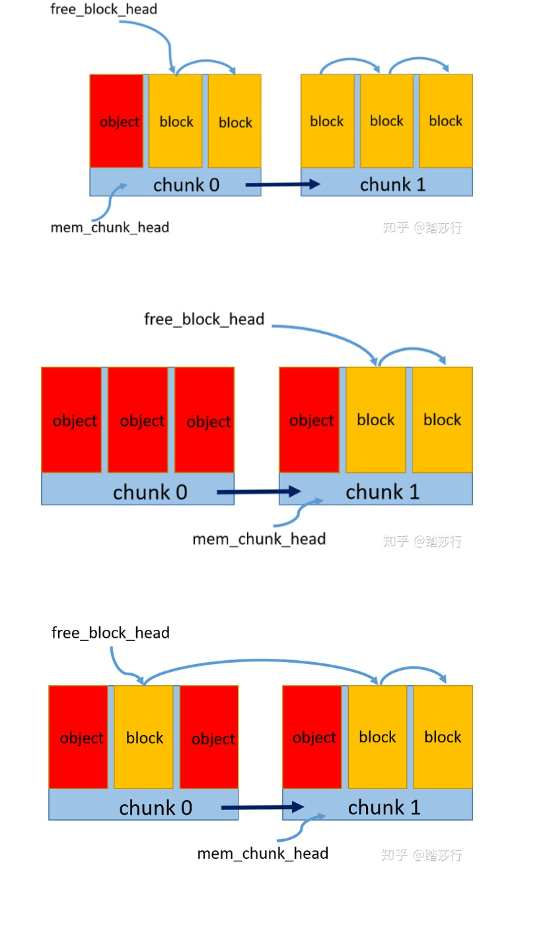 free_block_head
object block block block block block
chunk 0 chunk 1
mem_chunk_head
知乎 @踏莎行
free_block_head
object object object object block block
chunk 0 chunk 1
mem_chunk_head
知乎 @踏莎行
free_block_head
object block object object block block
chunk 0 chunk 1
mem_chunk_head
知乎 @踏莎行